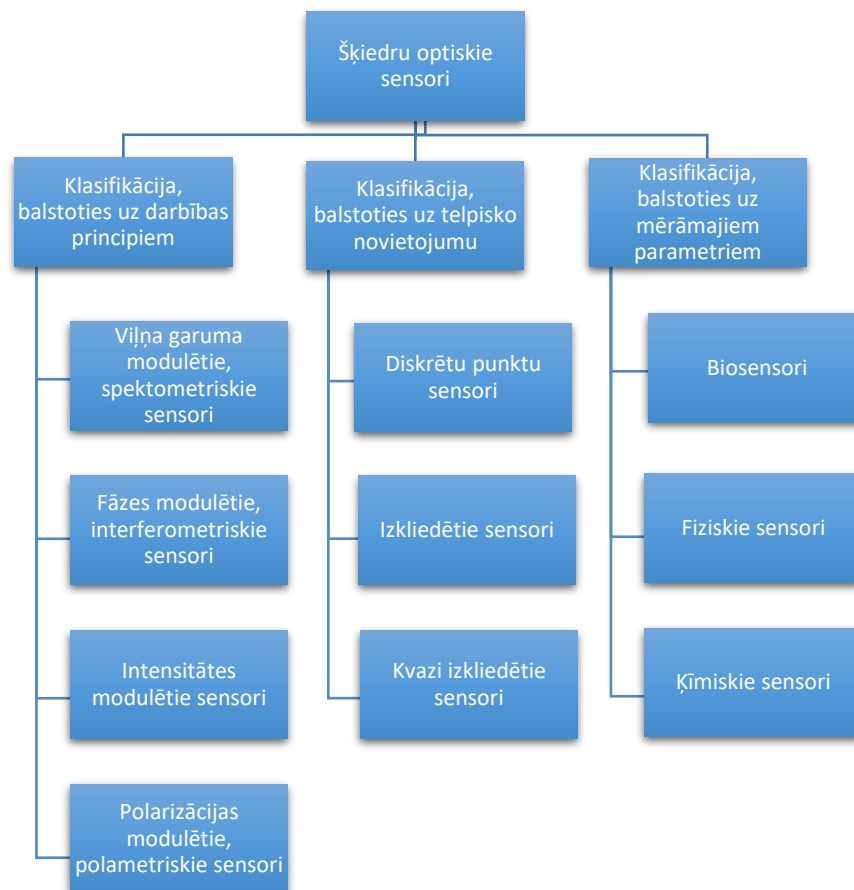 Šķiedru optiskie
sensori
Klasifikācija,
balstoties uz darbības
principiem
Viļņa garuma
modulētie,
spektometriskie
sensori
Fāzes modulētie,
interferometriskie
sensori
Intensitātes
modulētie sensori
Polarizācijas
modulētie,
polametriskie sensori
Klasifikācija,
balstoties uz telpisko
novietojumu
Diskrētu punktu
sensori
Izkliedētie sensori
Kvazi izkliedētie
sensori
Klasifikācija,
balstoties uz
mērāmajiem
parametriem
Biosensori
Fiziskie sensori
Ķīmiskie sensori